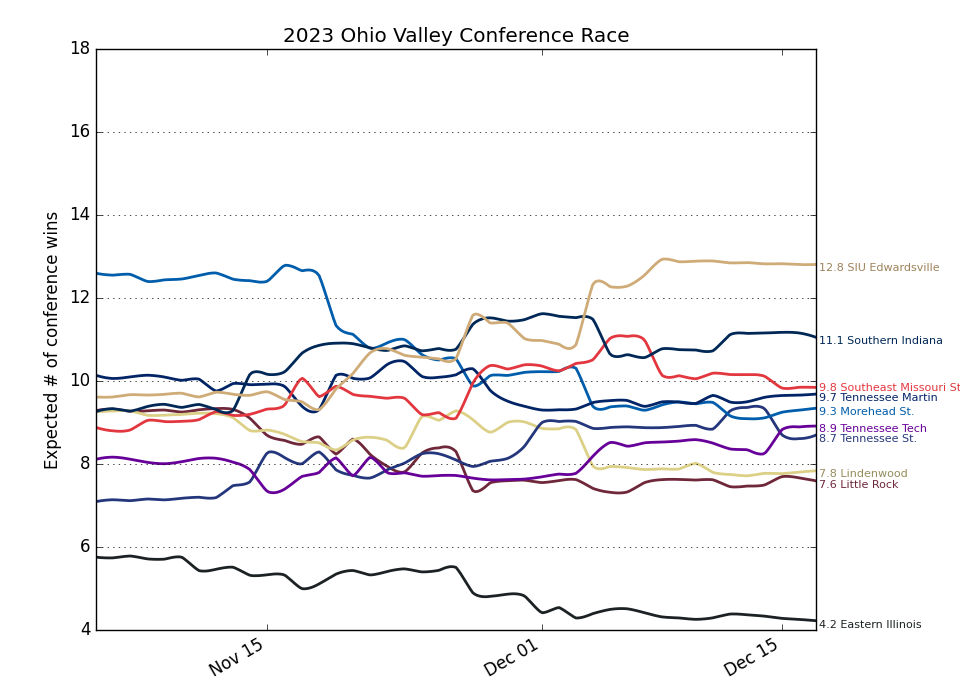 2023 Ohio Valley Conference Race
Expected # of conference wins
18
16
14
12
10
8
6
4
Nov 15
Dec 01
Dec 15
12.8 SIU Edwardsville
11.1 Southern Indiana
9.8 Southeast Missouri St
9.7 Tennessee Martin
9.3 Morehead St.
8.9 Tennessee Tech
8.7 Tennessee St.
7.8 Lindenwood
7.6 Little Rock
4.2 Eastern Illinois